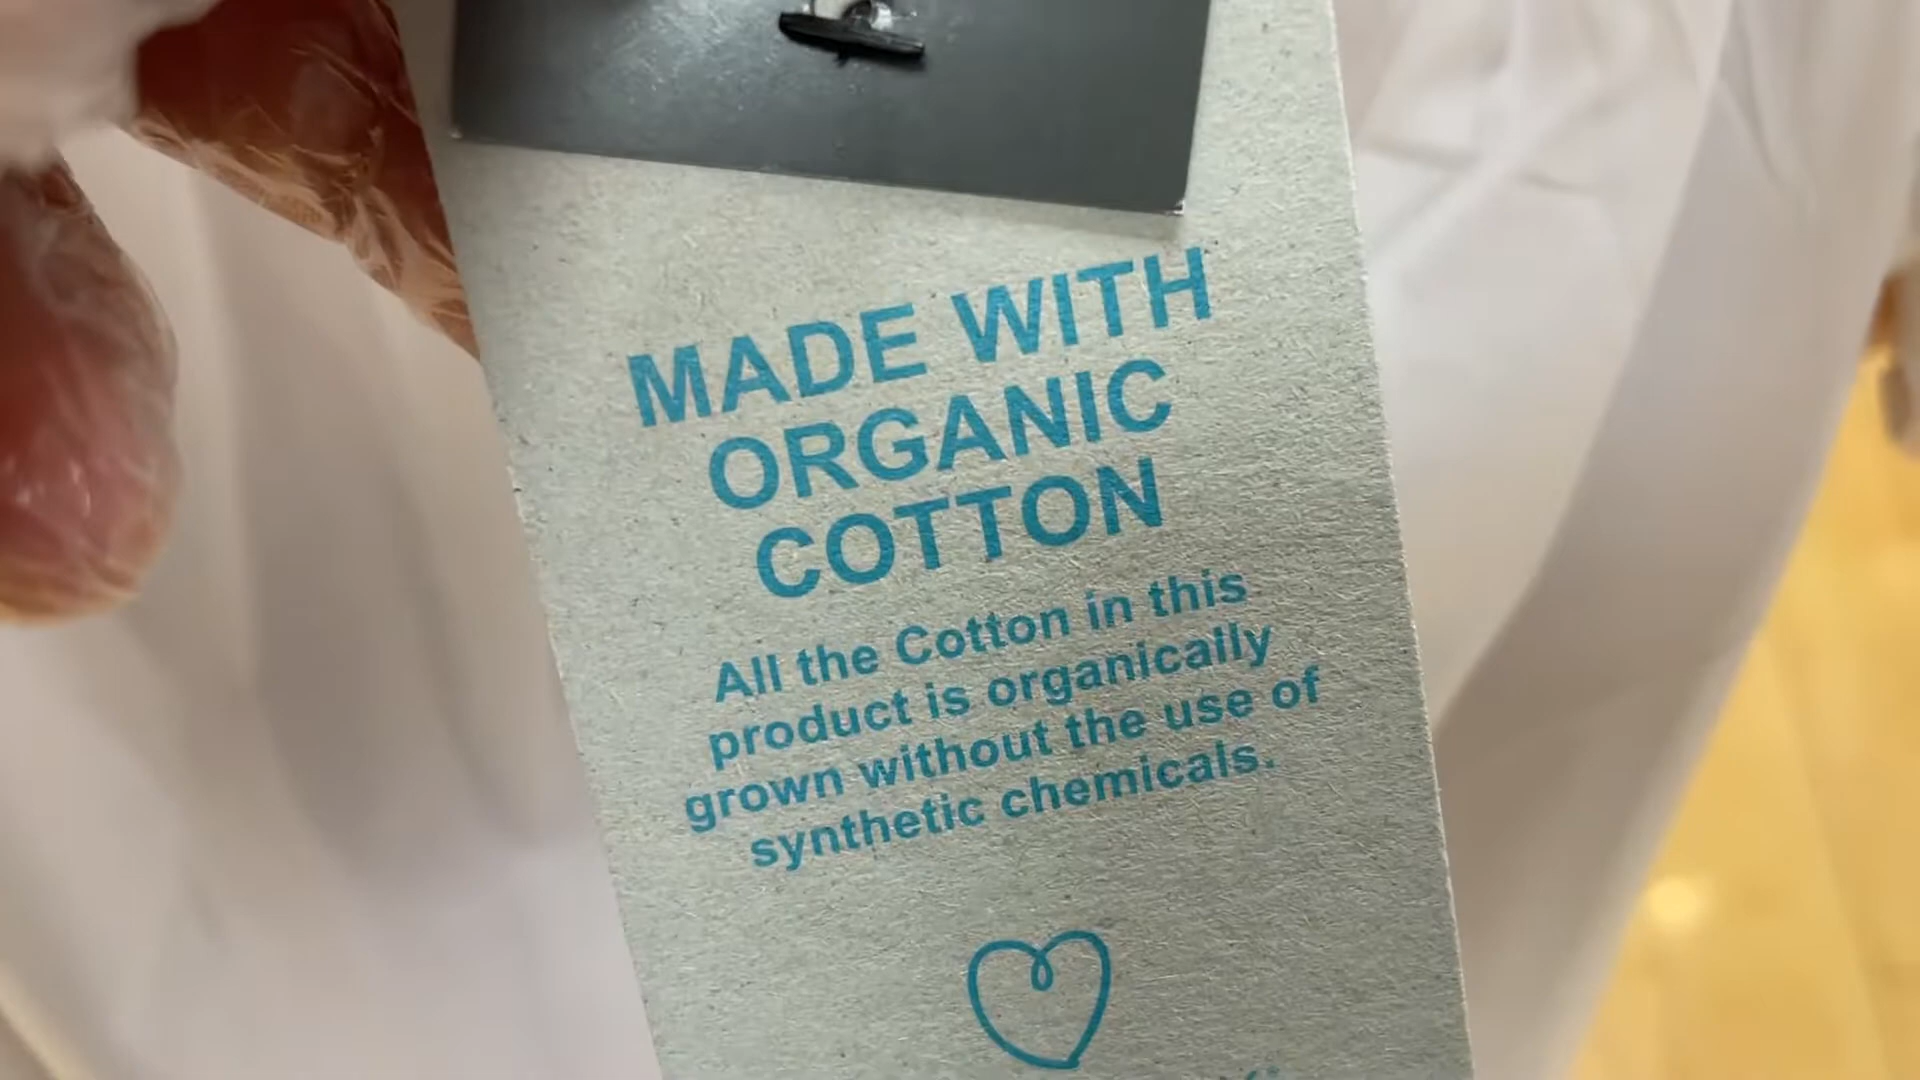 MADE WITH
ORGANIC
COTTON
All the Cotton in this
product is organically
grown without the use of
synthetic chemicals.